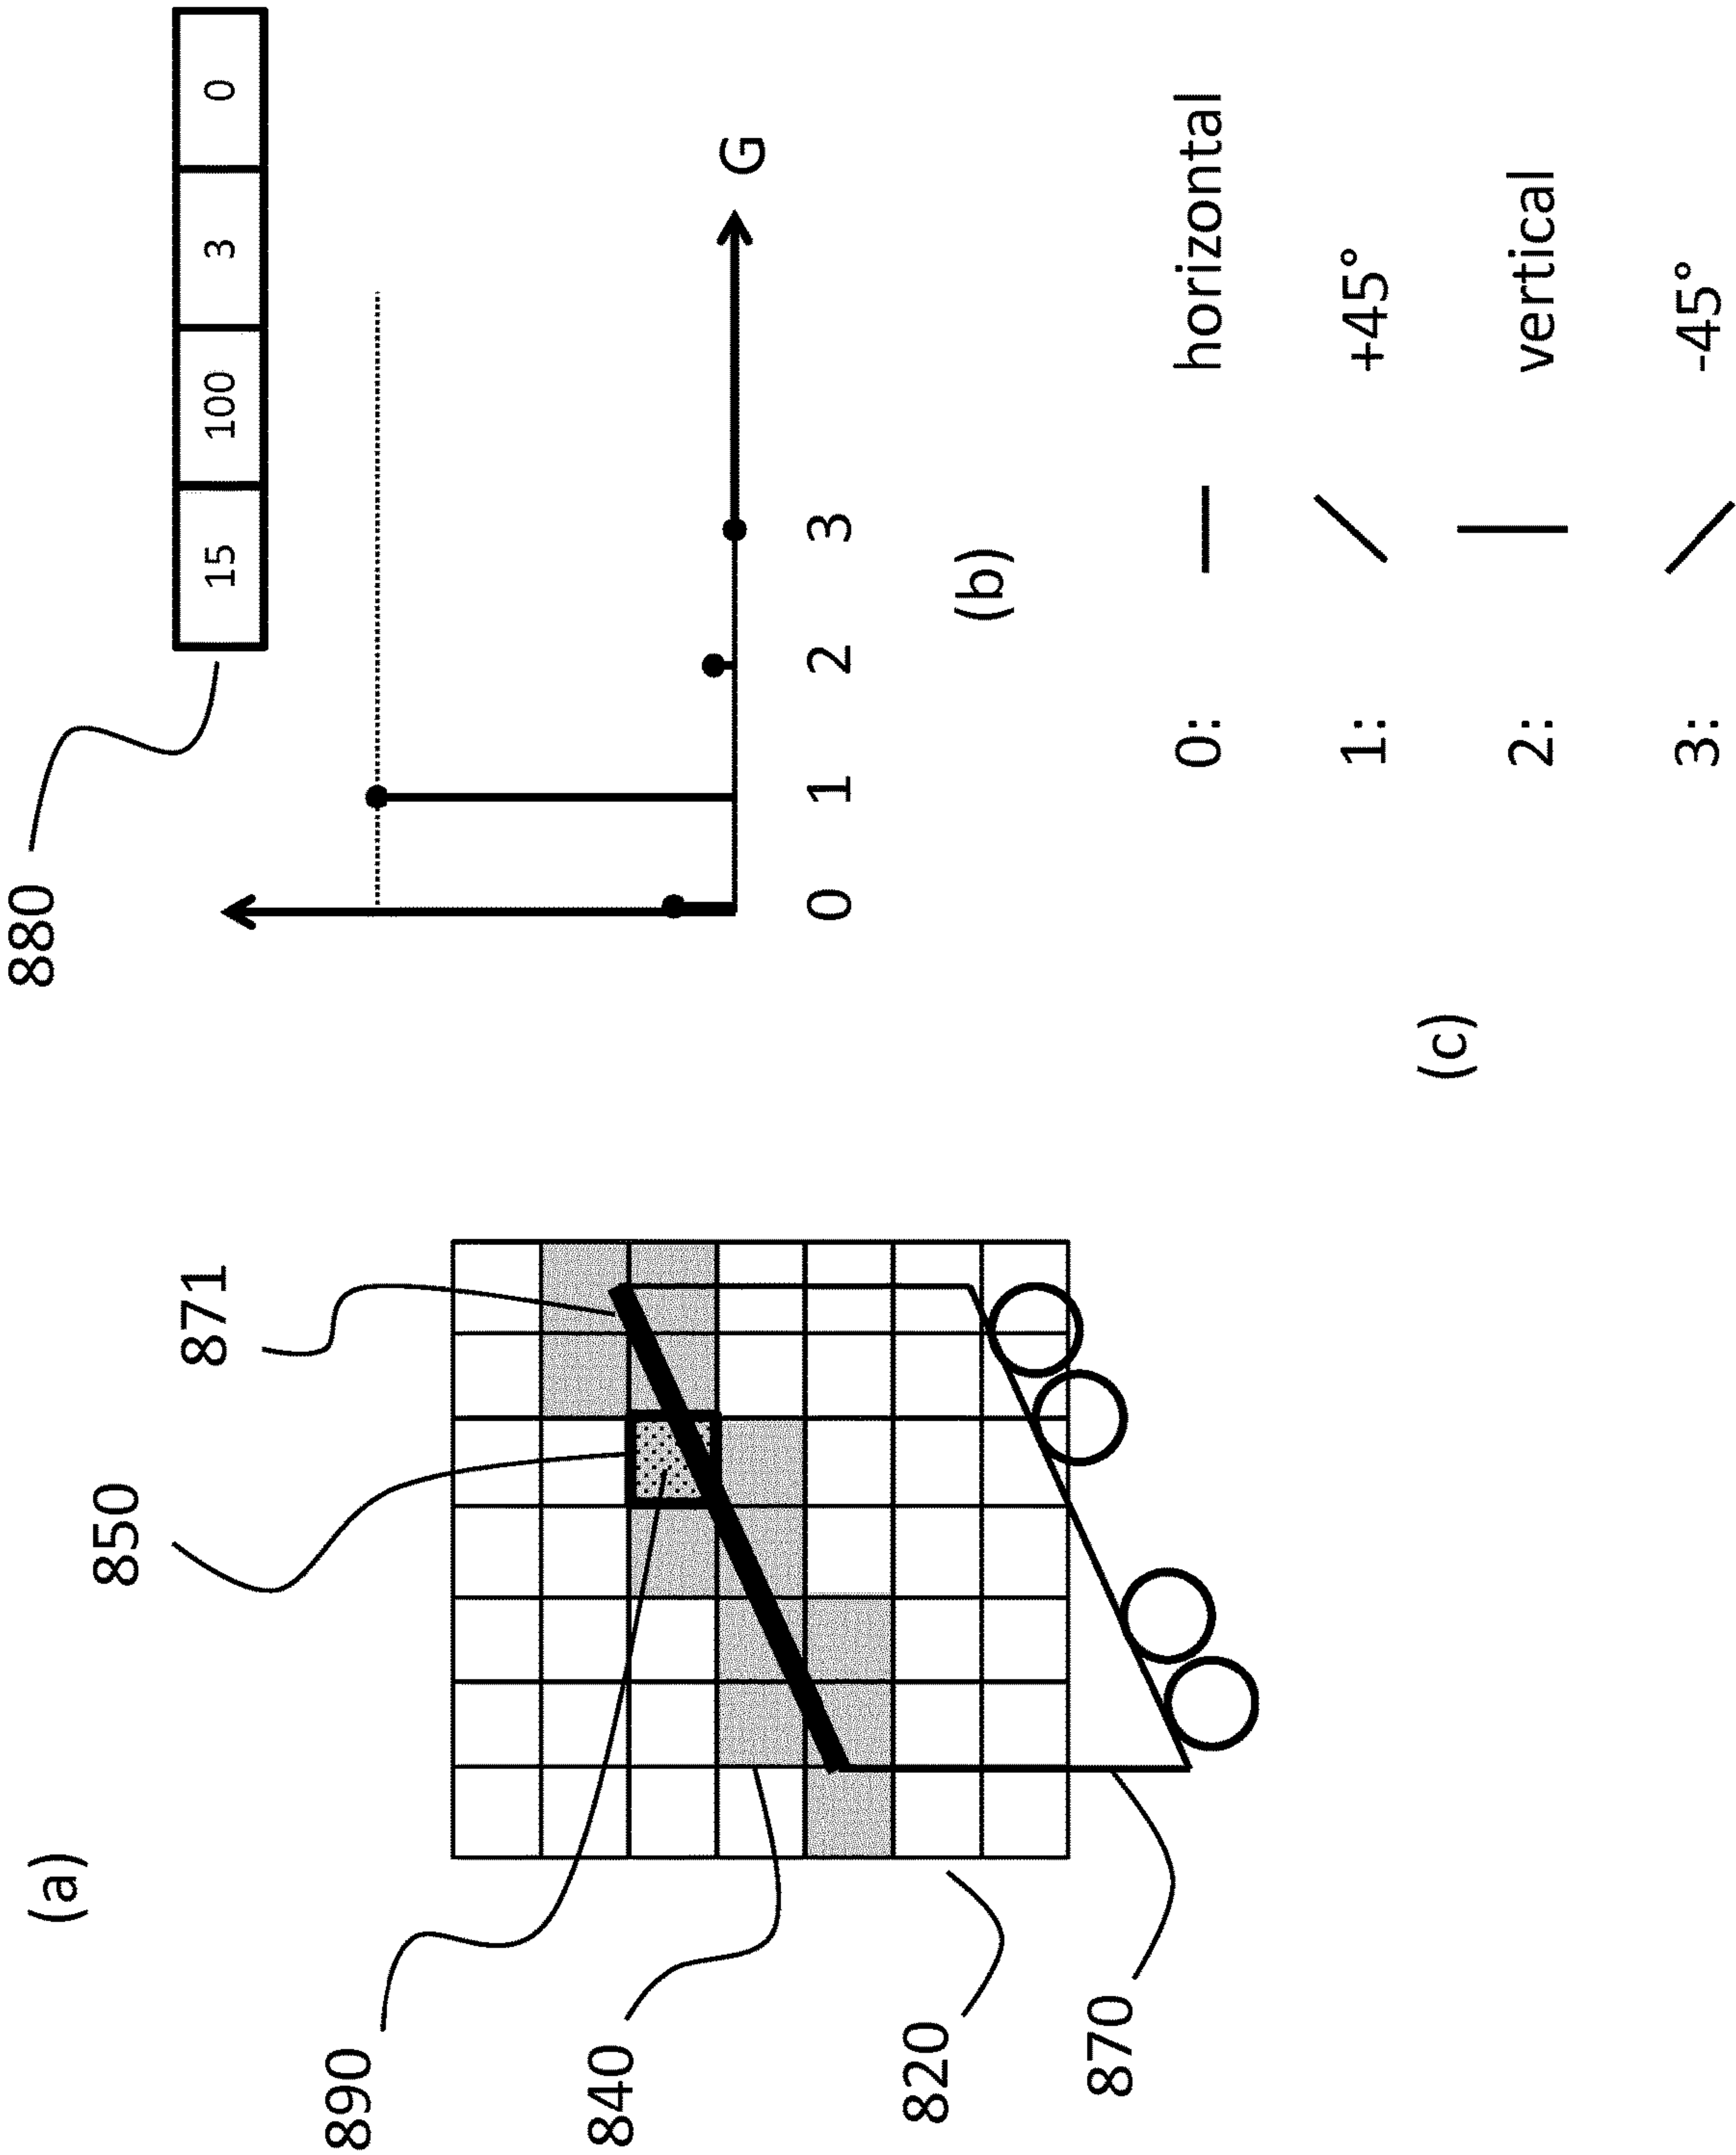 (a)
850
871
890
840
820
870
880
15 100 3 0
G
0 1 2 3
(b)
0:: horizontal
1:: +45°
2:: vertical
3:: -45°
(c)